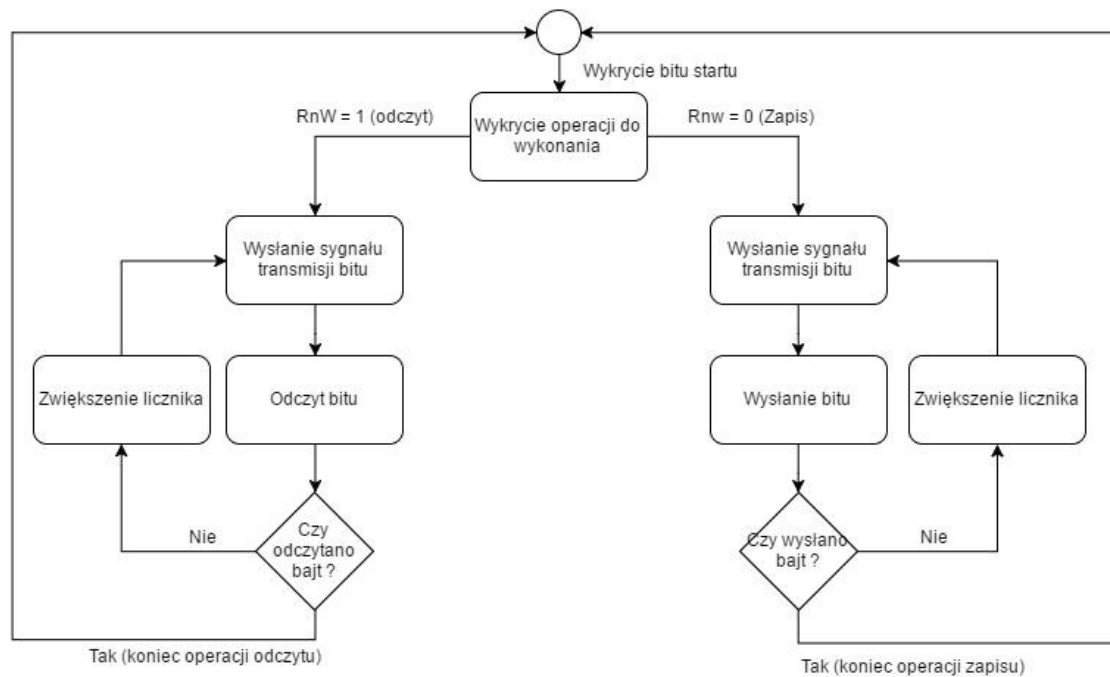 Wykrycie bitu startu
RnW = 1 (odczyt)
Wykrycie operacji do
wykonania
Rnw = 0 (Zapis)
Wysłanie sygnału
transmisji bitu
Wysłanie sygnału
transmisji bitu
Zwiększenie licznika
Odczyt bitu
Wysłanie bitu
Zwiększenie licznika
Nie
Czy
odczytano
bajt ?
Czy wysłano
bajt ?
Nie
Tak (koniec operacji odczytu)
Tak (koniec operacji zapisu)